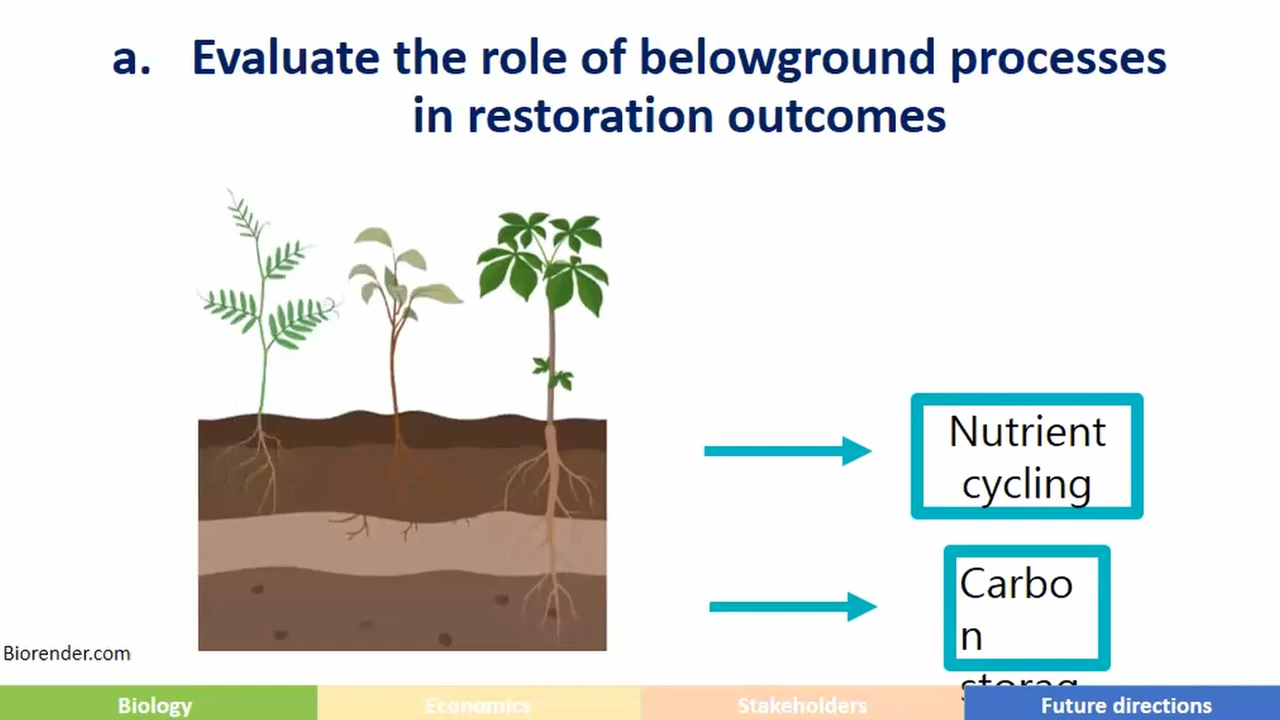 a. Evaluate the role of belowground processes
in restoration outcomes
Nutrient
cycling
Carbo
n
storag
Biorender.com
Biology
Economics
Stakeholders
Future directions